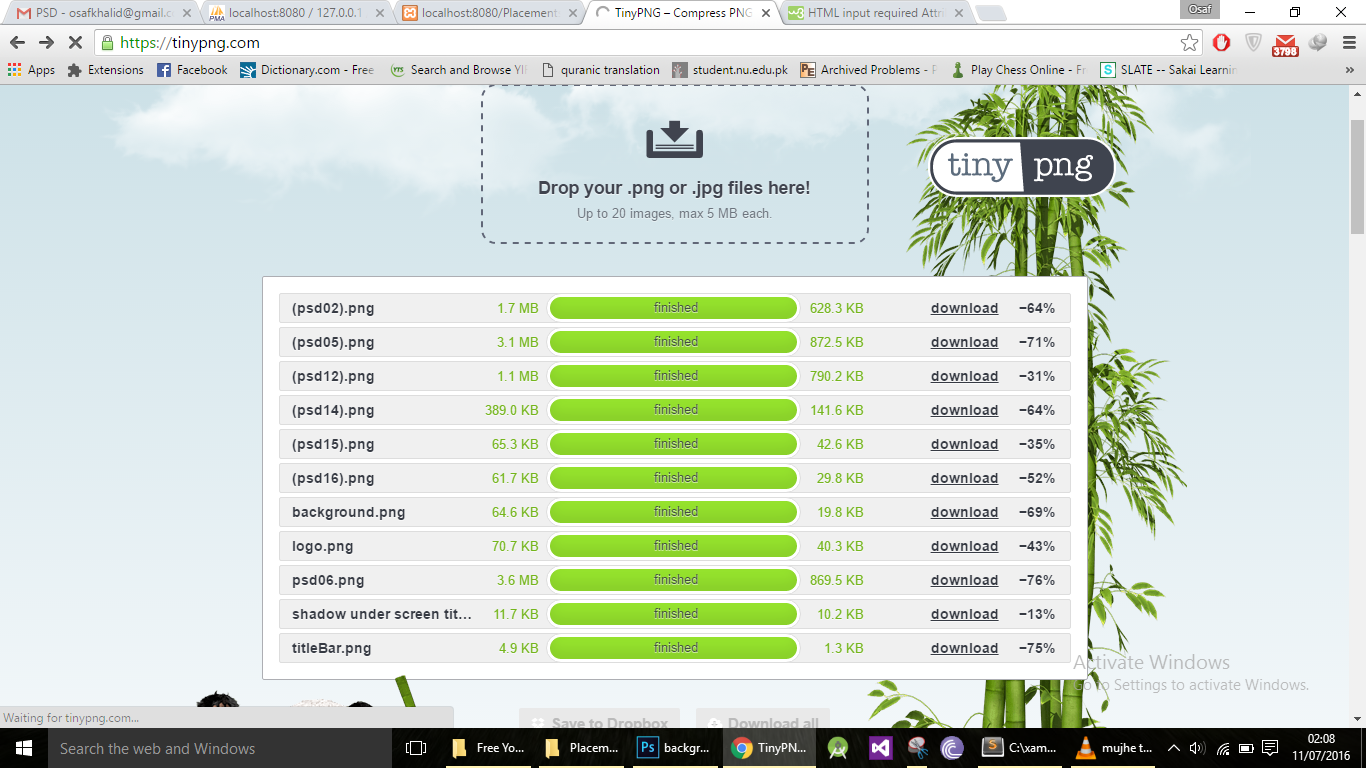 PSD - osafkhalid@gmail.c
localhost:8080 / 127.0.0.1
localhost:8080/Placement
TinyPNG – Compress PNG
HTML input required Attri
Osaf
https://tinypng.com
3798
Apps
Extensions
Facebook
Dictionary.com - Free
Search and Browse YI
quranic translation
student.nu.edu.pk
Archived Problems - P
Play Chess Online - Fr
SLATE -- Sakai Learnin
»
Drop your .png or .jpg files here!
Up to 20 images, max 5 MB each.
tiny png
(psd02).png 1.7 MB finished 628.3 KB download −64%
(psd05).png 3.1 MB finished 872.5 KB download −71%
(psd12).png 1.1 MB finished 790.2 KB download −31%
(psd14).png 389.0 KB finished 141.6 KB download −64%
(psd15).png 65.3 KB finished 42.6 KB download −35%
(psd16).png 61.7 KB finished 29.8 KB download −52%
background.png 64.6 KB finished 19.8 KB download −69%
logo.png 70.7 KB finished 40.3 KB download −43%
psd06.png 3.6 MB finished 869.5 KB download −76%
shadow under screen tit... 11.7 KB finished 10.2 KB download −13%
titleBar.png 4.9 KB finished 1.3 KB download −75%
Activate Windows
Go to Settings to activate Windows.
Waiting for tinypng.com...
Save to Dropbox
Download all
Search the web and Windows
Free Yo...
Placem...
Ps backgr...
TinyPN...
C:\xam...
mujhe t...
02:08
11/07/2016